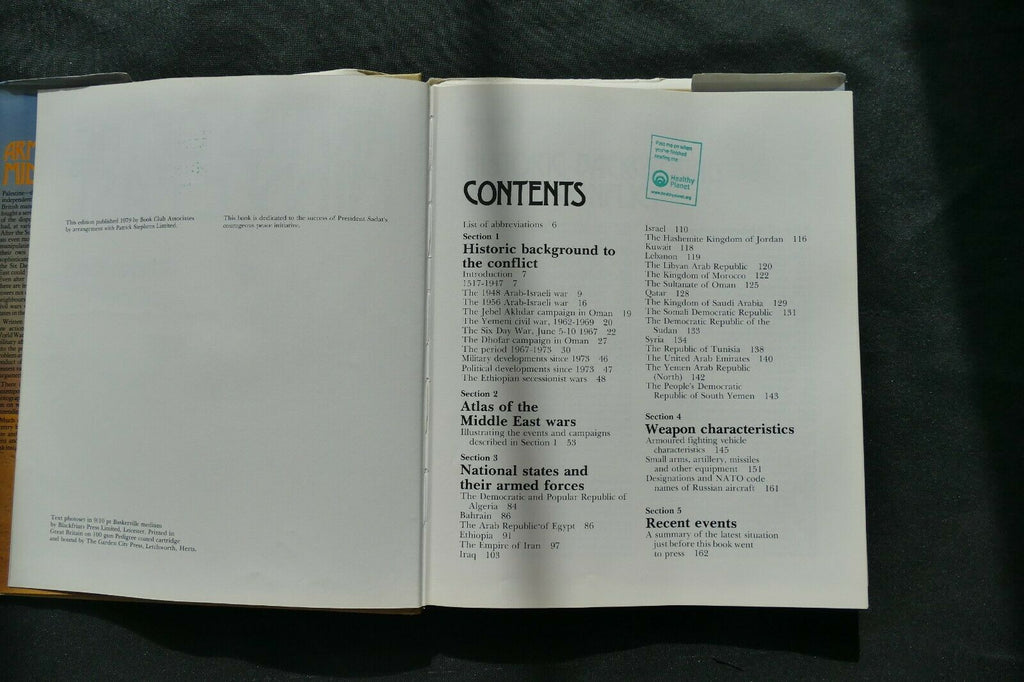 This edition published 1979 by Book Club Associates
by arrangement with Patrick Stephens Limited.
This book is dedicated to the success of President Sadat's
courageous peace initiative.
Text photoset in 9/10 pt Baskerville medium
by Blackfriars Press Limited, Leicester. Printed in
Great Britain on 100 gsm Pedigree coated cartridge
and bound by The Garden City Press, Letchworth, Herts.
Pass me on when
you've finished
reading me
Healthy
Planet
www.healthyplanet.org
CONTENTS
List of abbreviations 6
Section 1
Historic background to
the conflict
Introduction 7
1517-1947 7
The 1948 Arab-Israeli war 9
The 1956 Arab-Israeli war 16
The Jebel Akhdar campaign in Oman 19
The Yemeni civil war, 1962-1969 20
The Six Day War, June 5-10 1967 22
The Dhofar campaign in Oman 27
The period 1967-1973 30
Military developments since 1973 46
Political developments since 1973 47
The Ethiopian secessionist wars 48
Section 2
Atlas of the
Middle East wars
Illustrating the events and campaigns
described in Section 1 53
Section 3
National states and
their armed forces
The Democratic and Popular Republic of
Algeria 84
Bahrain 86
The Arab Republic of Egypt 86
Ethiopia 91
The Empire of Iran 97
Iraq 103
Israel 110
The Hashemite Kingdom of Jordan 116
Kuwait 118
Lebanon 119
The Libyan Arab Republic 120
The Kingdom of Morocco 122
The Sultanate of Oman 125
Qatar 128
The Kingdom of Saudi Arabia 129
The Somali Democratic Republic 131
The Democratic Republic of the
Sudan 133
Syria 134
The Republic of Tunisia 138
The United Arab Emirates 140
The Yemen Arab Republic
(North) 142
The People's Democratic
Republic of South Yemen 143
Section 4
Weapon characteristics
Armoured fighting vehicle
characteristics 145
Small arms, artillery, missiles
and other equipment 151
Designations and NATO code
names of Russian aircraft 161
Section 5
Recent events
A summary of the latest situation
just before this book went
to press 162